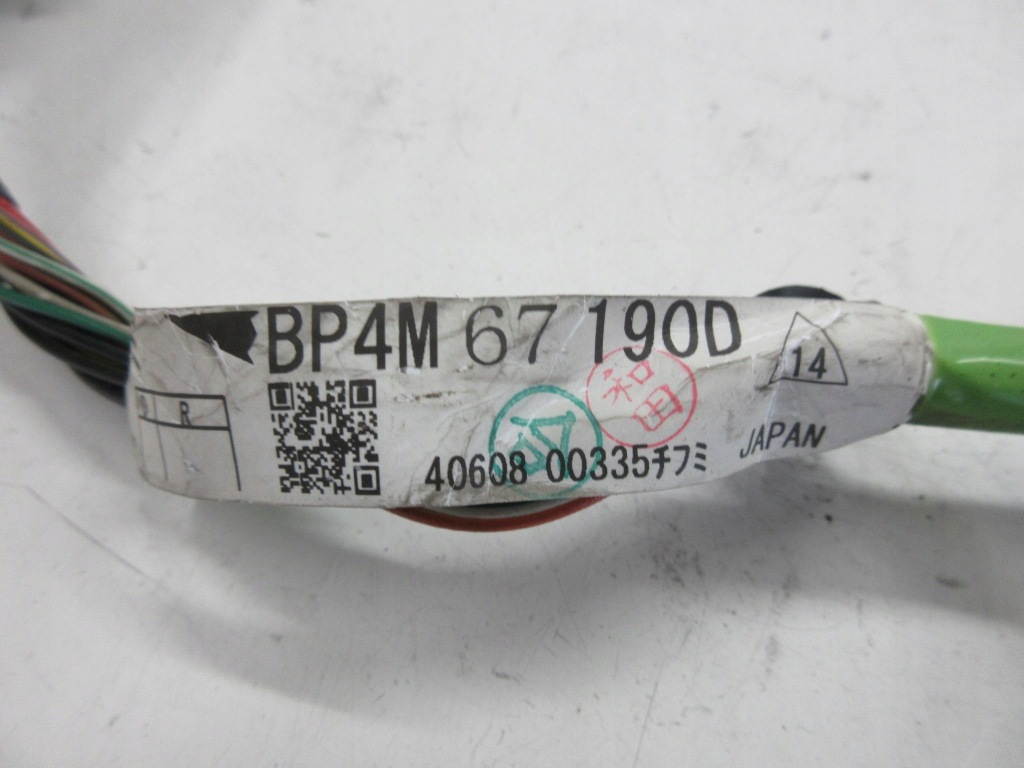 BP4M 67 190D
14
R
和田
40608 00335ﾁﾌﾐ
JAPAN